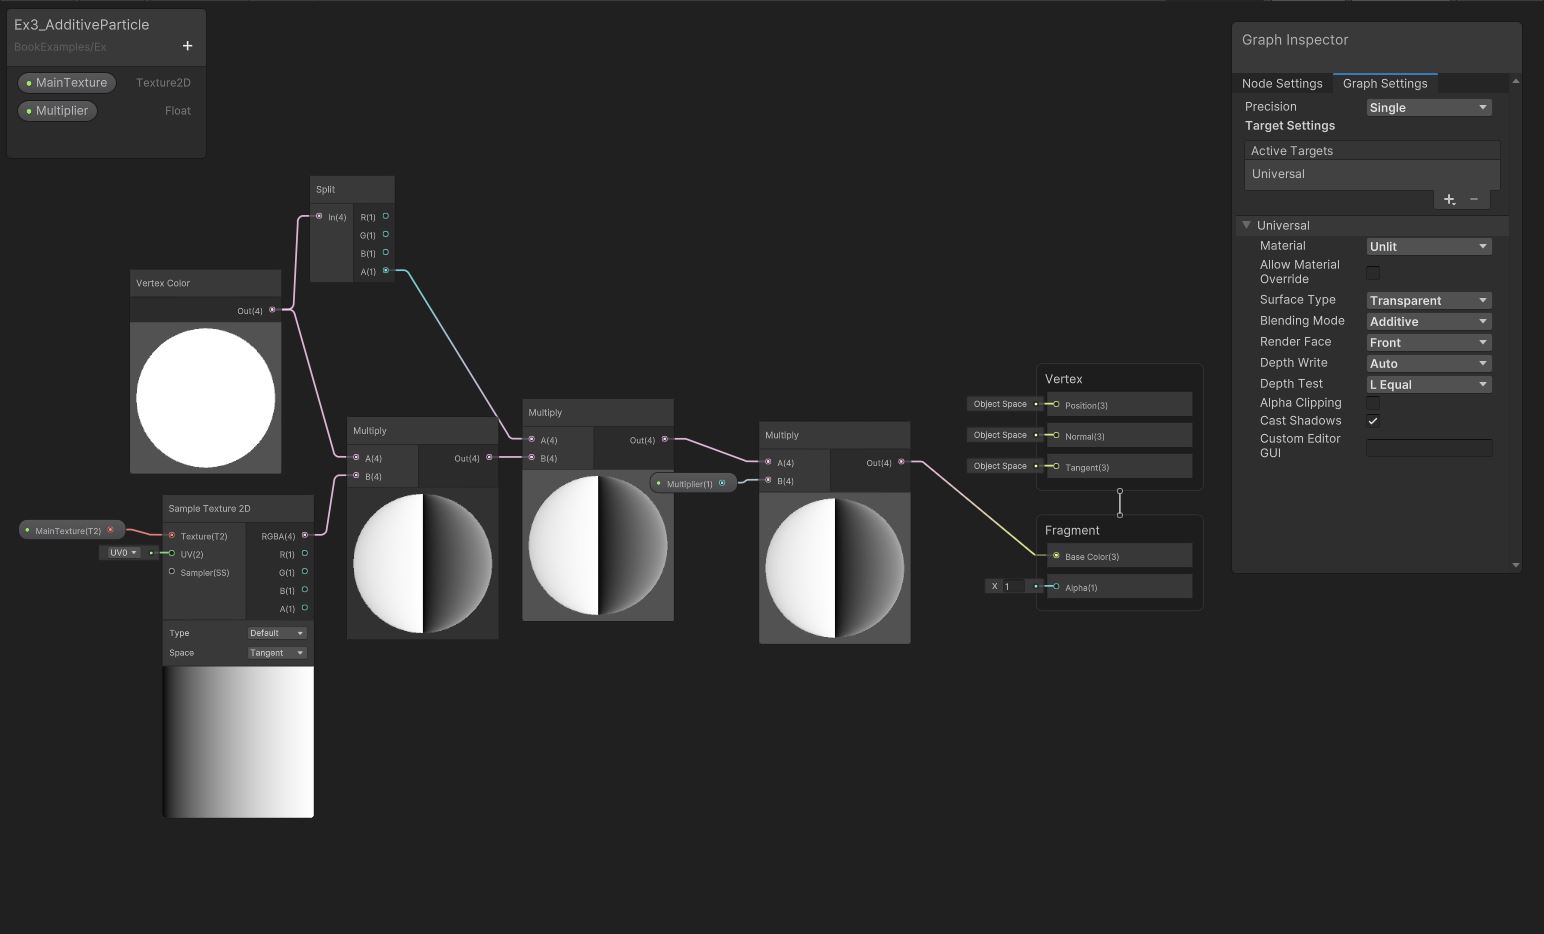 Ex3_AdditiveParticle
BookExamples/Ex
+
MainTexture Texture2D
Multiplier Float
Split
In(4) R(1)
G(1)
B(1)
A(1)
Vertex Color
Out(4)
Multiply
A(4) Out(4)
B(4)
Sample Texture 2D
MainTexture(T2)
Texture(T2) RGBA(4)
UV0
UV(2) R(1)
Sampler(SS) G(1)
B(1)
A(1)
Type Default
Space Tangent
Multiply
A(4) Out(4)
B(4)
Multiplier(1)
Multiply
A(4) Out(4)
B(4)
Vertex
Object Space Position(3)
Object Space Normal(3)
Object Space Tangent(3)
Fragment
Base Color(3)
X 1 Alpha(1)
Graph Inspector
Node Settings Graph Settings
Precision Single
Target Settings
Active Targets
Universal
+ −
Universal
Material Unlit
Allow Material
Override
Surface Type Transparent
Blending Mode Additive
Render Face Front
Depth Write Auto
Depth Test L Equal
Alpha Clipping
Cast Shadows
Custom Editor
GUI